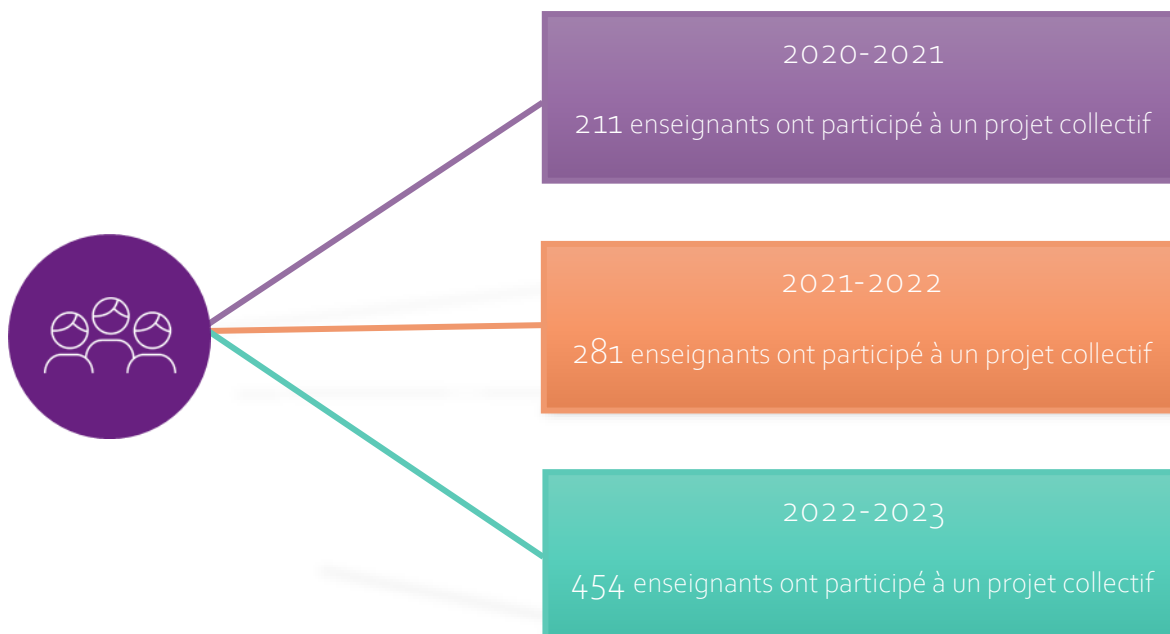 2020-2021
211 enseignants ont participé à un projet collectif
2021-2022
281 enseignants ont participé à un projet collectif
2022-2023
454 enseignants ont participé à un projet collectif